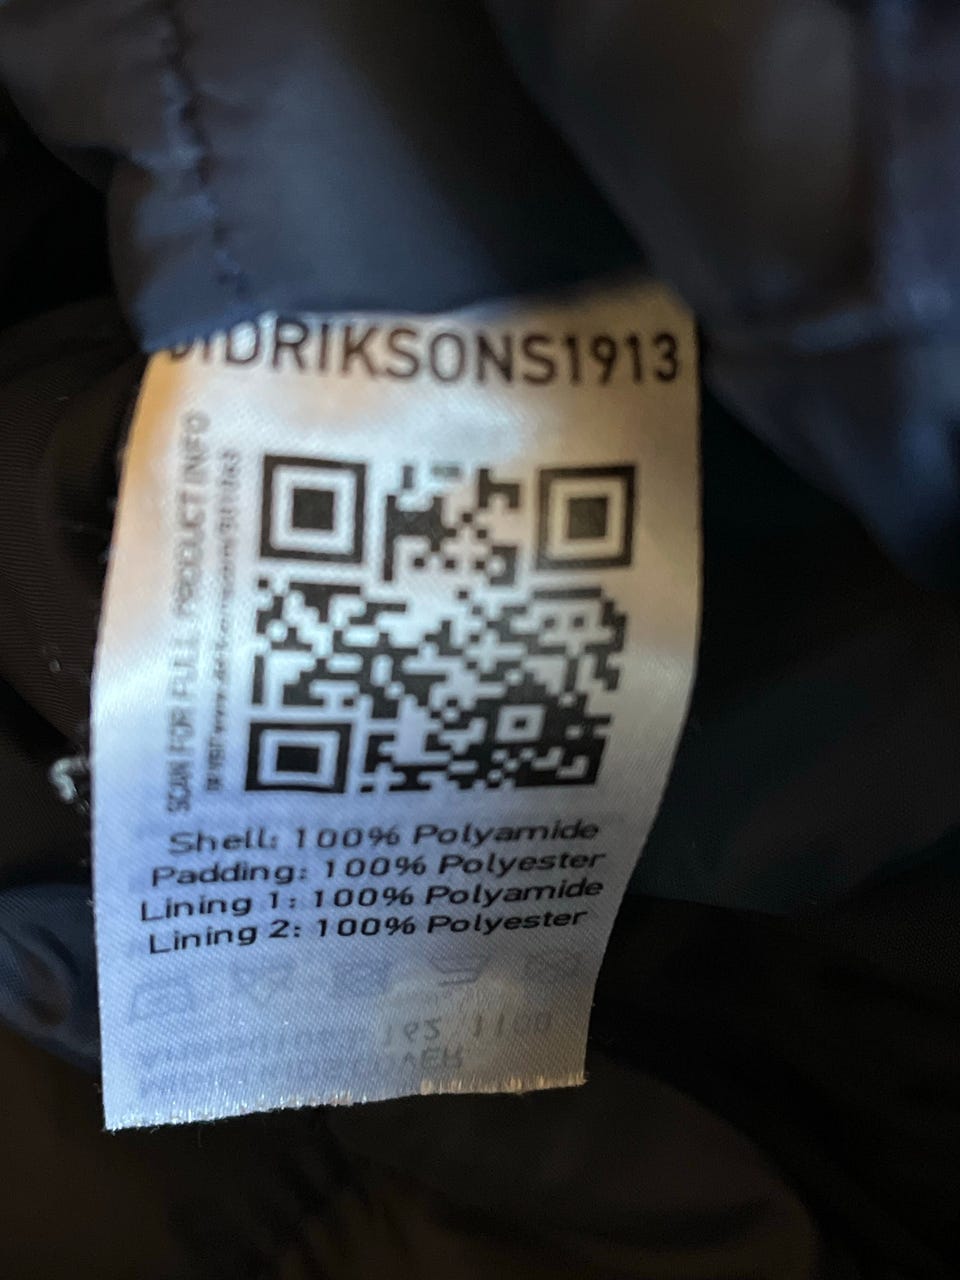 DIDRIKSONS1913
SCAN FOR FULL PRODUCT INFO
Shell: 100% Polyamide
Padding: 100% Polyester
Lining 1: 100% Polyamide
Lining 2: 100% Polyester